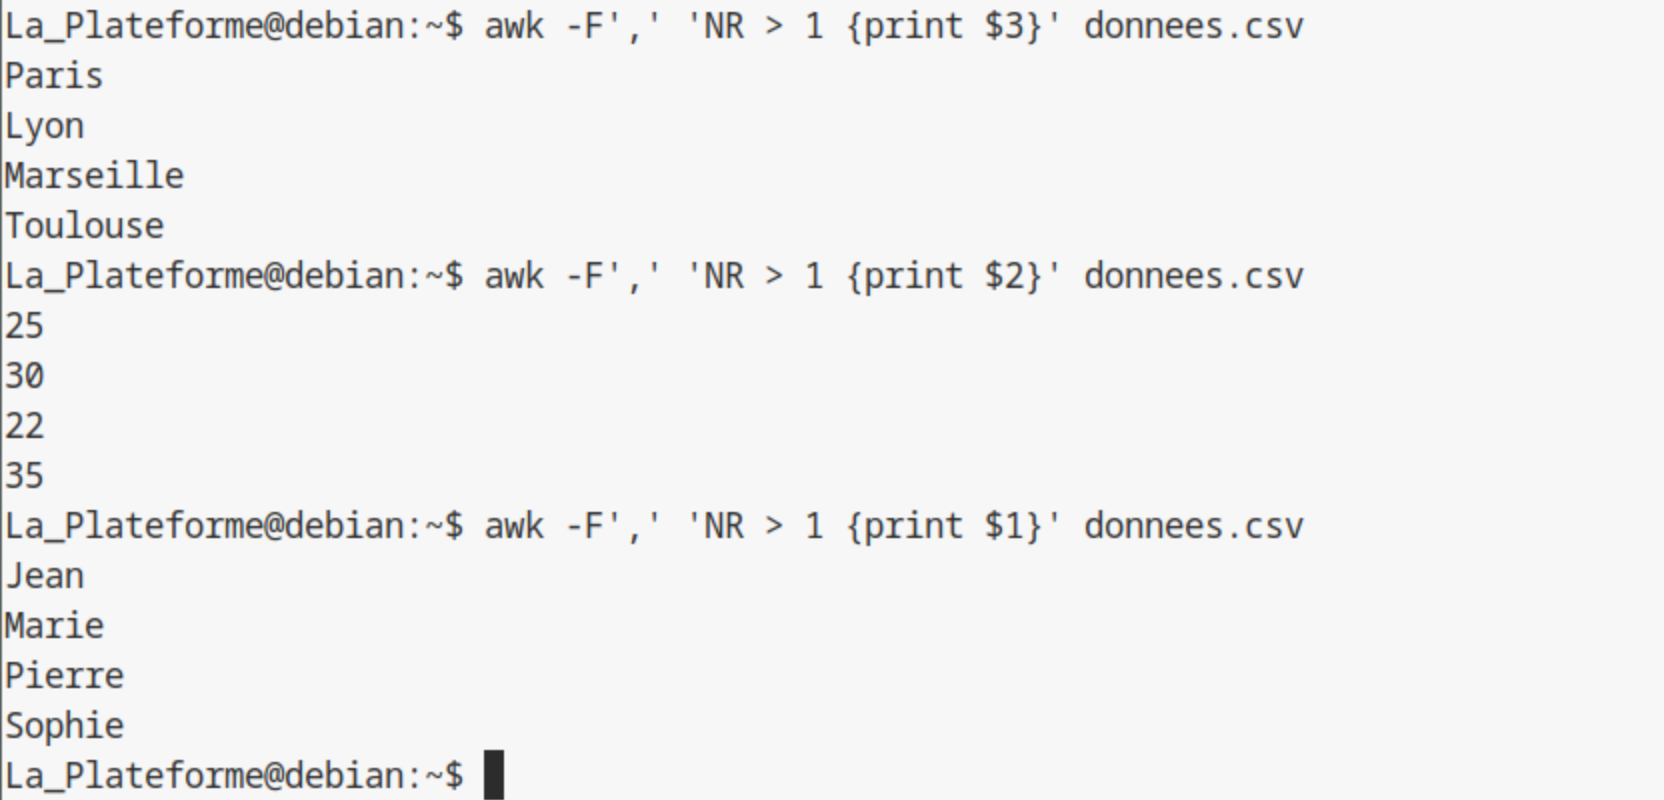 La_Plateforme@debian:~$ awk -F',' 'NR > 1 {print $3}' donnees.csv
Paris
Lyon
Marseille
Toulouse
La_Plateforme@debian:~$ awk -F',' 'NR > 1 {print $2}' donnees.csv
25
30
22
35
La_Plateforme@debian:~$ awk -F',' 'NR > 1 {print $1}' donnees.csv
Jean
Marie
Pierre
Sophie
La_Plateforme@debian:~$